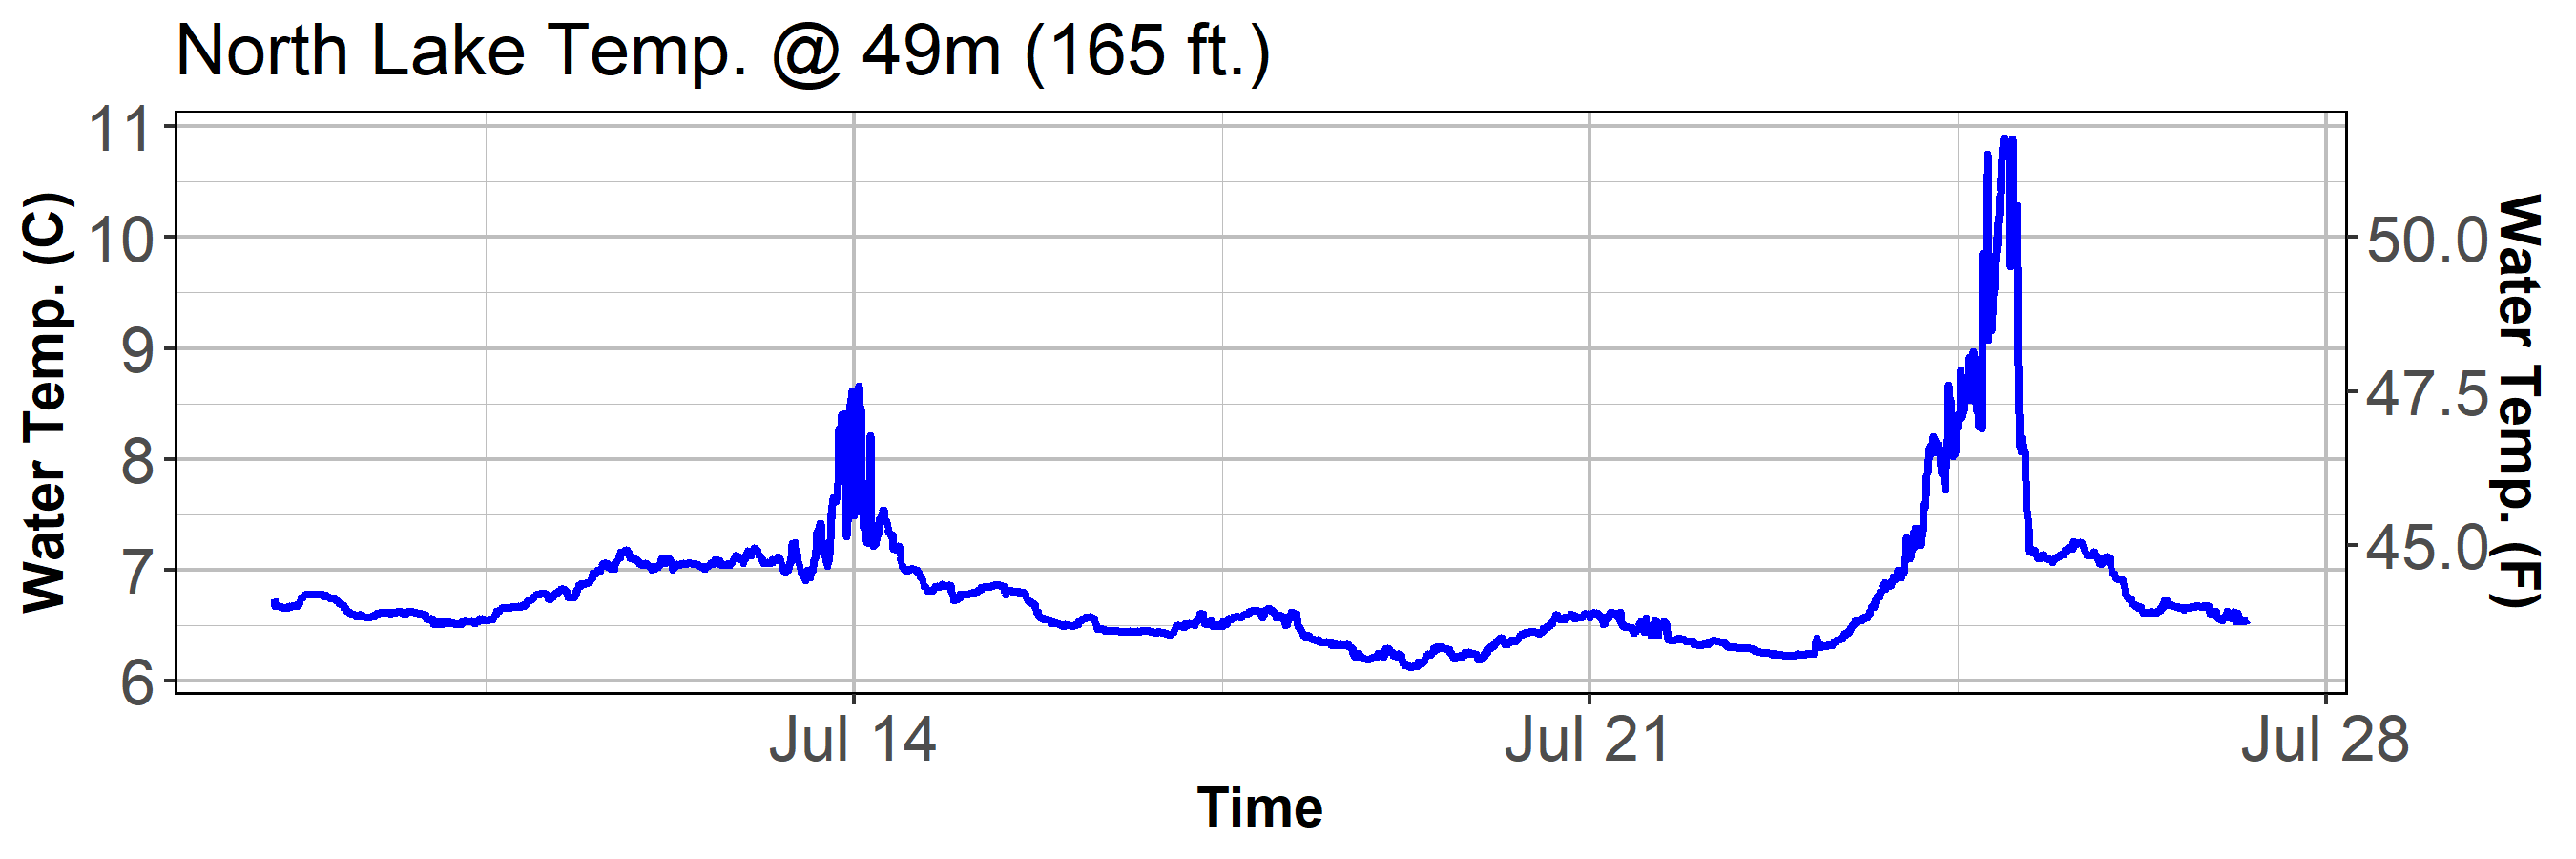 North Lake Temp. @ 49m (165 ft.)
Water Temp. (C)
11
10
9
8
7
6
50.0
47.5
45.0
Water Temp. (F)
Jul 14
Jul 21
Jul 28
Time